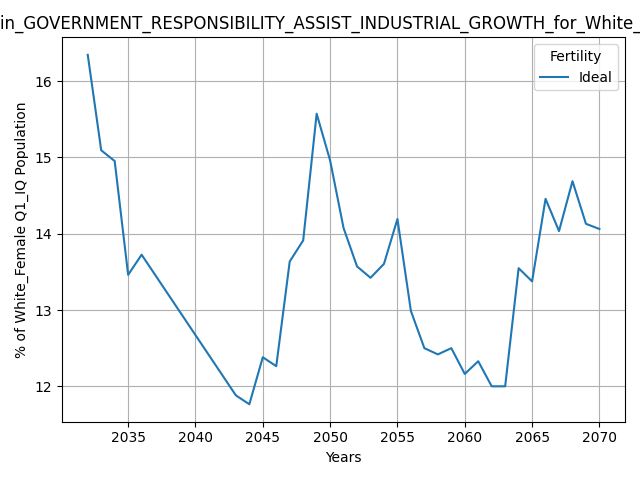 in_GOVERNMENT_RESPONSIBILITY_ASSIST_INDUSTRIAL_GROWTH_for_White_
Fertility
Ideal
% of White_Female Q1_IQ Population
16
15
14
13
12
2035 2040 2045 2050 2055 2060 2065 2070
Years